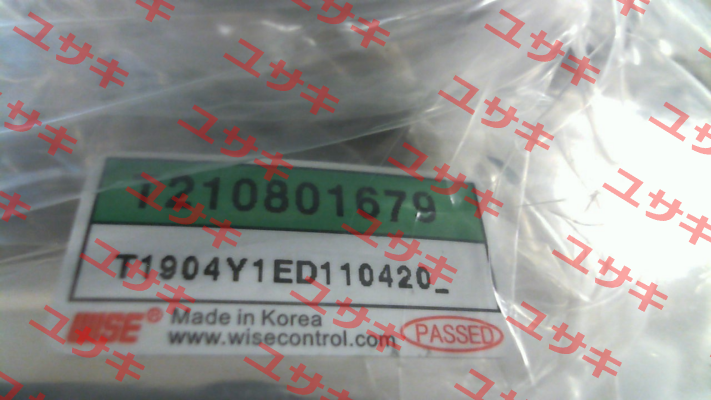 T210801679
T1904Y1ED110420_
WISE® Made in Korea
www.wisecontrol.com
PASSED
ユサキ